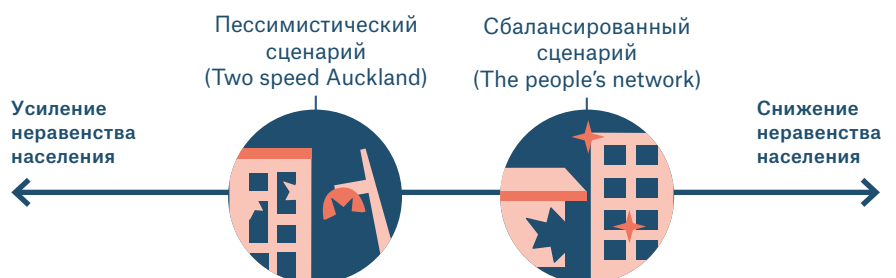 Пессимистический
сценарий
(Two speed Auckland)
Сбалансированный
сценарий
(The people's network)
Усиление
неравенства
населения
Снижение
неравенства
населения